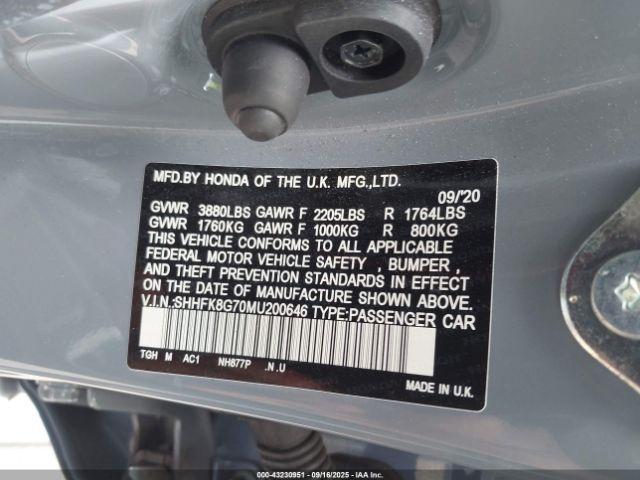 MFD.BY HONDA OF THE U.K. MFG.,LTD.
09/'20
GVWR 3880LBS GAWR F 2205LBS R 1764LBS
GVWR 1760KG GAWR F 1000KG R 800KG
THIS VEHICLE CONFORMS TO ALL APPLICABLE
FEDERAL MOTOR VEHICLE SAFETY , BUMPER ,
AND THEFT PREVENTION STANDARDS IN EFFECT
ON THE DATE OF MANUFACTURE SHOWN ABOVE.
V.I.N.:SHHFK8G70MU200646 TYPE:PASSENGER CAR
TGH M AC1 NH877P .N.U
MADE IN U.K.
000-43230951 - 09/16/2025 - IAA.